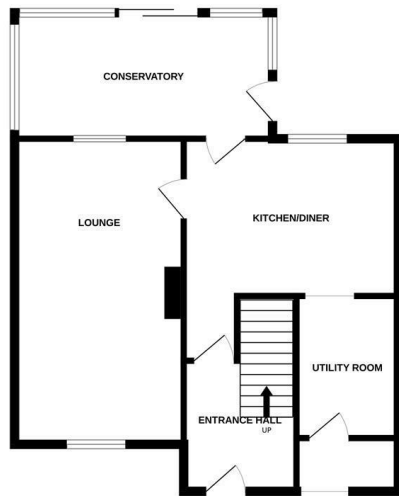 CONSERVATORY
LOUNGE
KITCHEN/DINER
UTILITY ROOM
ENTRANCE HALL
UP